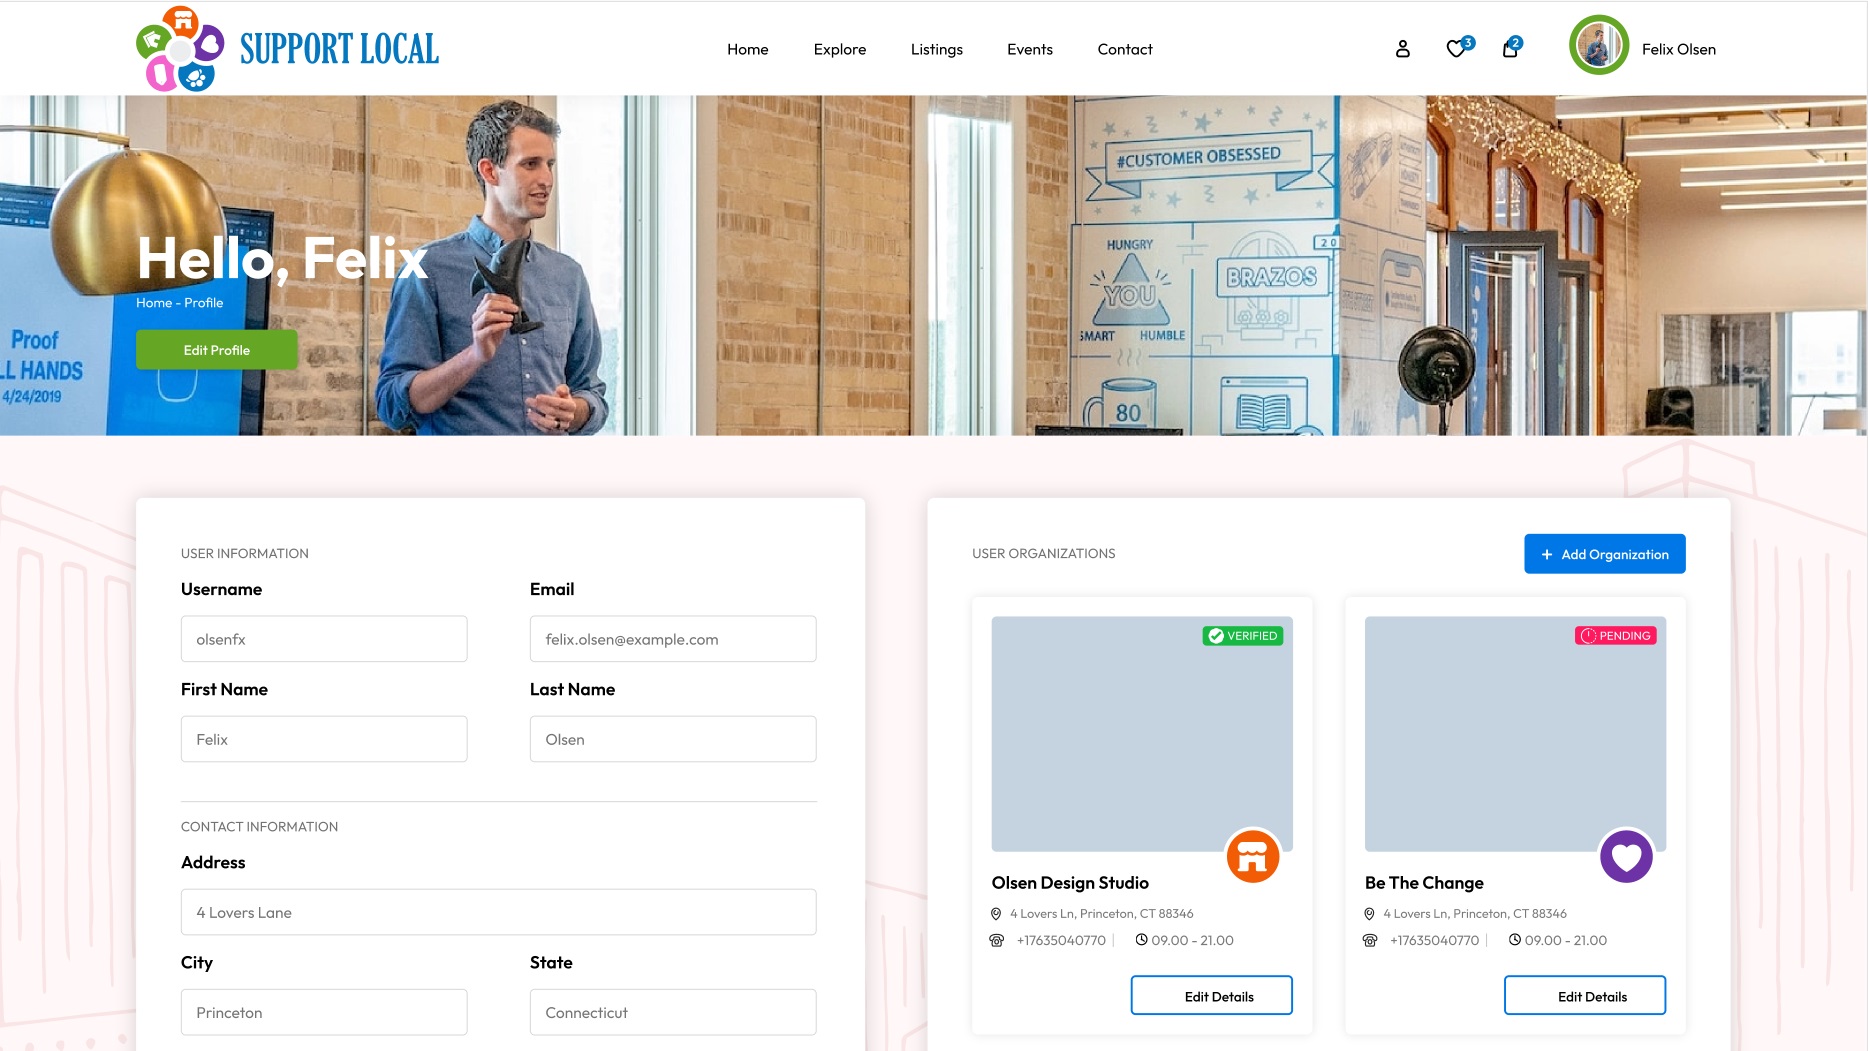 SUPPORT LOCAL
Home
Explore
Listings
Events
Contact
3
2
Felix Olsen
#CUSTOMER OBSESSED
HUNGRY
YOU
SMART HUMBLE
BRAZOS
20
80
Hello, Felix
Home - Profile
Edit Profile
Proof
LL HANDS
4/24/2019
USER INFORMATION
Username
Email
olsenfx
felix.olsen@example.com
First Name
Last Name
Felix
Olsen
CONTACT INFORMATION
Address
4 Lovers Lane
City
State
Princeton
Connecticut
USER ORGANIZATIONS
+ Add Organization
VERIFIED
Olsen Design Studio
4 Lovers Ln, Princeton, CT 88346
+17635040770 | 09.00 - 21.00
Edit Details
PENDING
Be The Change
4 Lovers Ln, Princeton, CT 88346
+17635040770 | 09.00 - 21.00
Edit Details